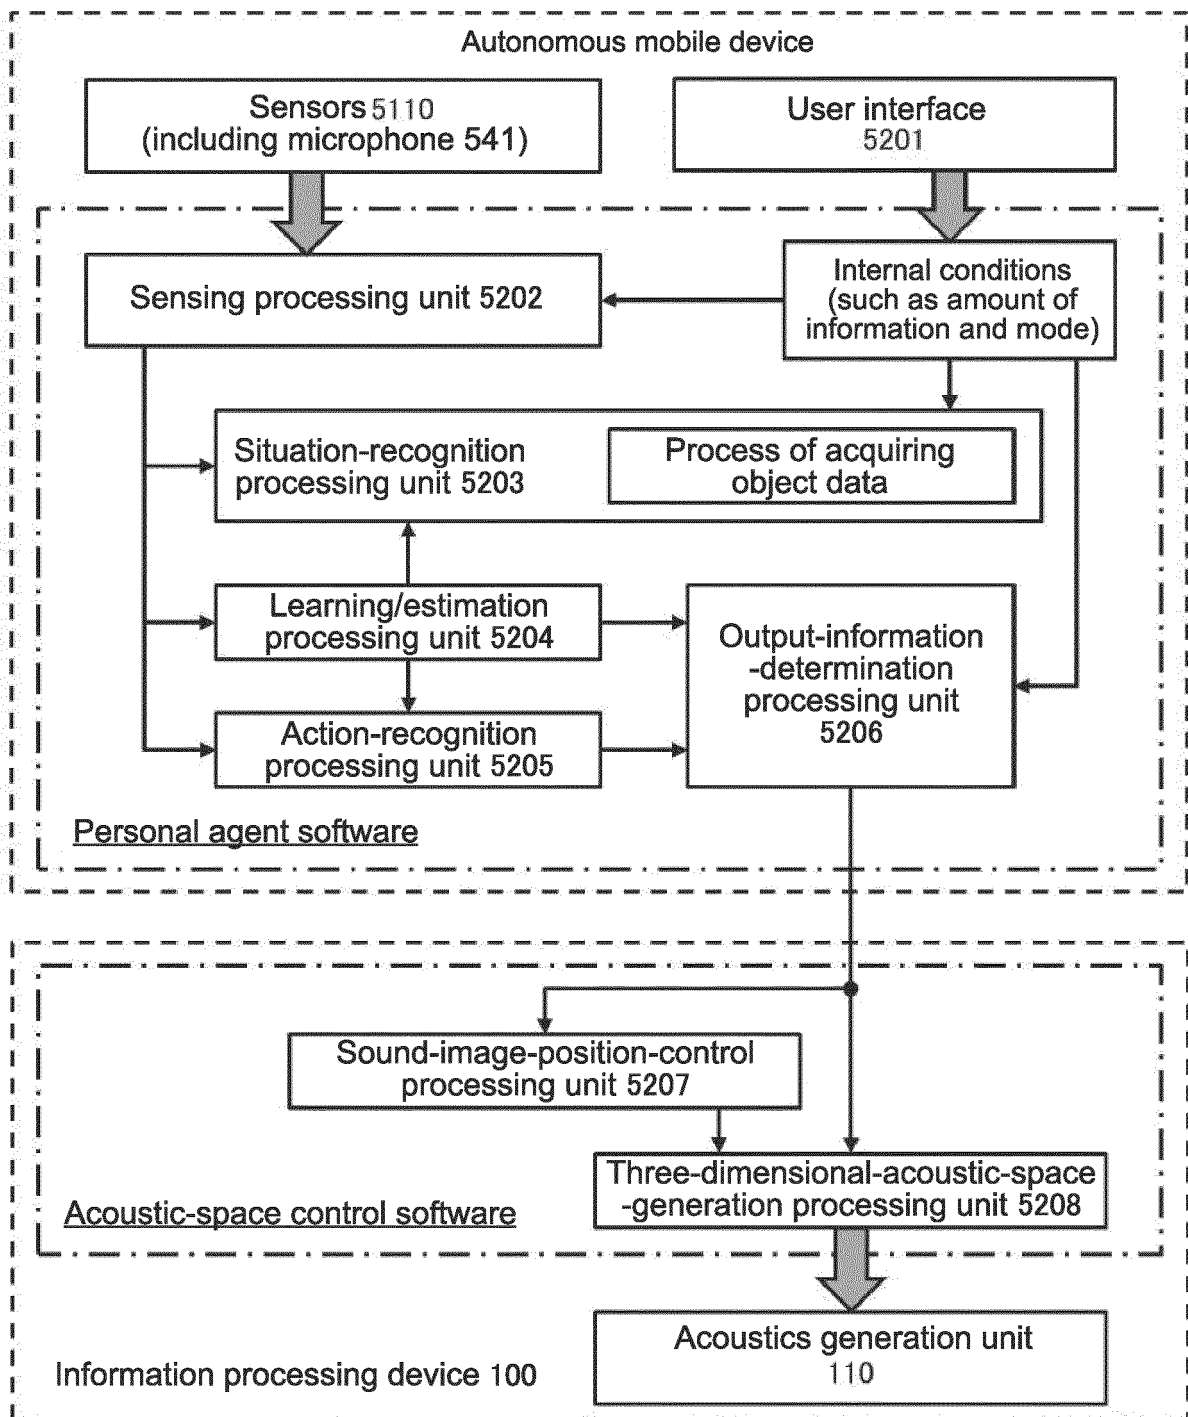 Autonomous mobile device
Sensors 5110
(including microphone 541)
User interface
5201
Sensing processing unit 5202
Internal conditions
(such as amount of
information and mode)
Situation-recognition
processing unit 5203
Process of acquiring
object data
Learning/estimation
processing unit 5204
Output-information
-determination
processing unit
5206
Action-recognition
processing unit 5205
Personal agent software
Sound-image-position-control
processing unit 5207
Three-dimensional-acoustic-space
-generation processing unit 5208
Acoustic-space control software
Acoustics generation unit
110
Information processing device 100